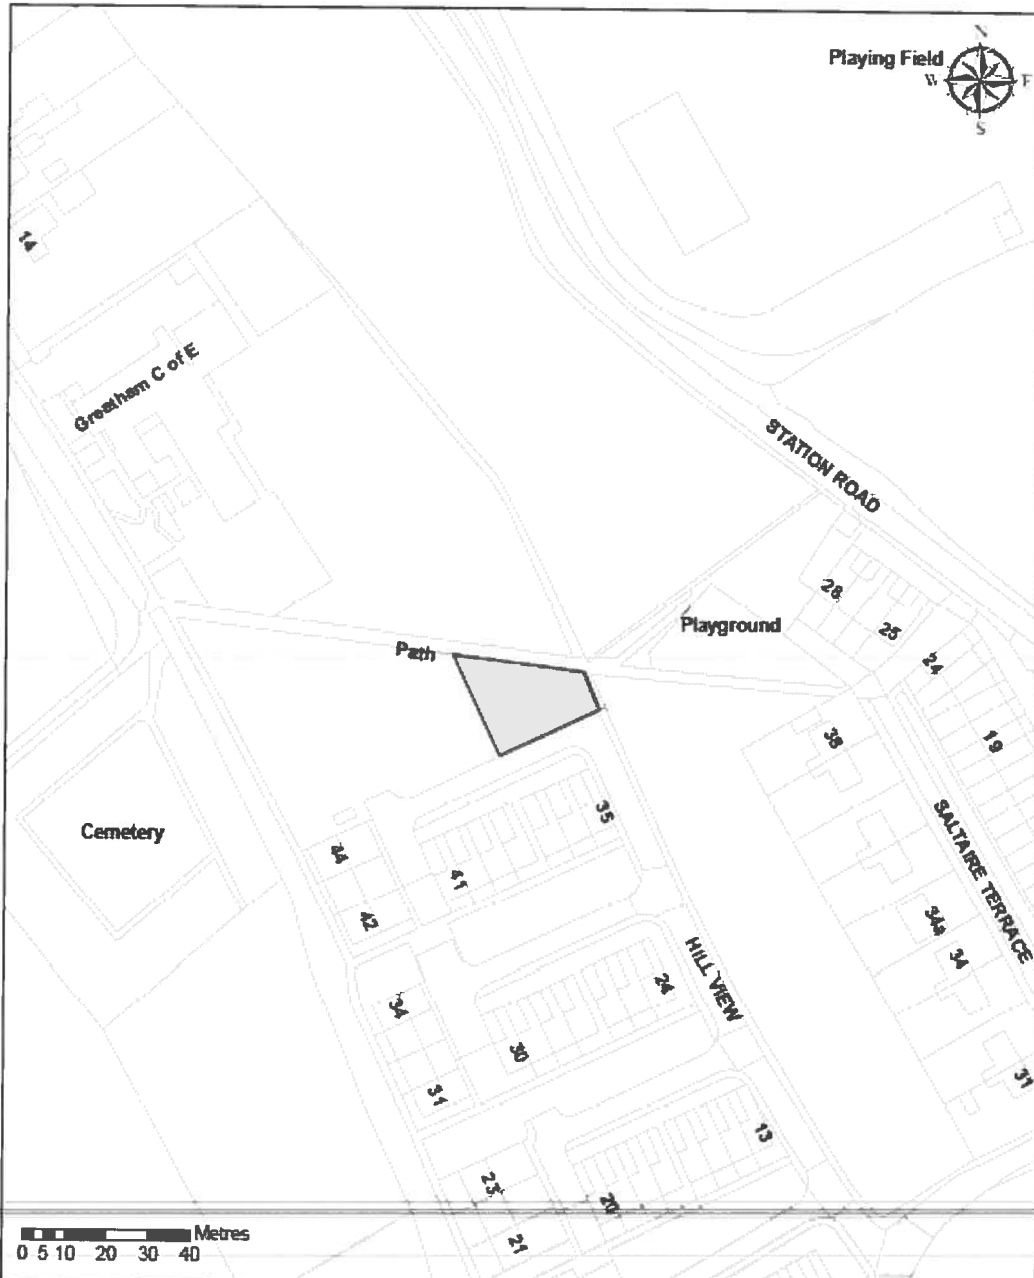 Playing Field
N
W
E
S
14
Greatham C of E
STATION ROAD
28
Playground
25
Path
24
38
19
35
Cemetery
SALTAIRE TERRACE
44
41
42
34a
HILL VIEW
34
24
34
30
31
31
13
23
20
21
Metres
0 5 10 20 30 40